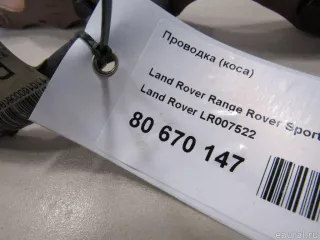 Проводка (коса)
Land Rover Range Rover Sport
Land Rover LR007522
80 670 147